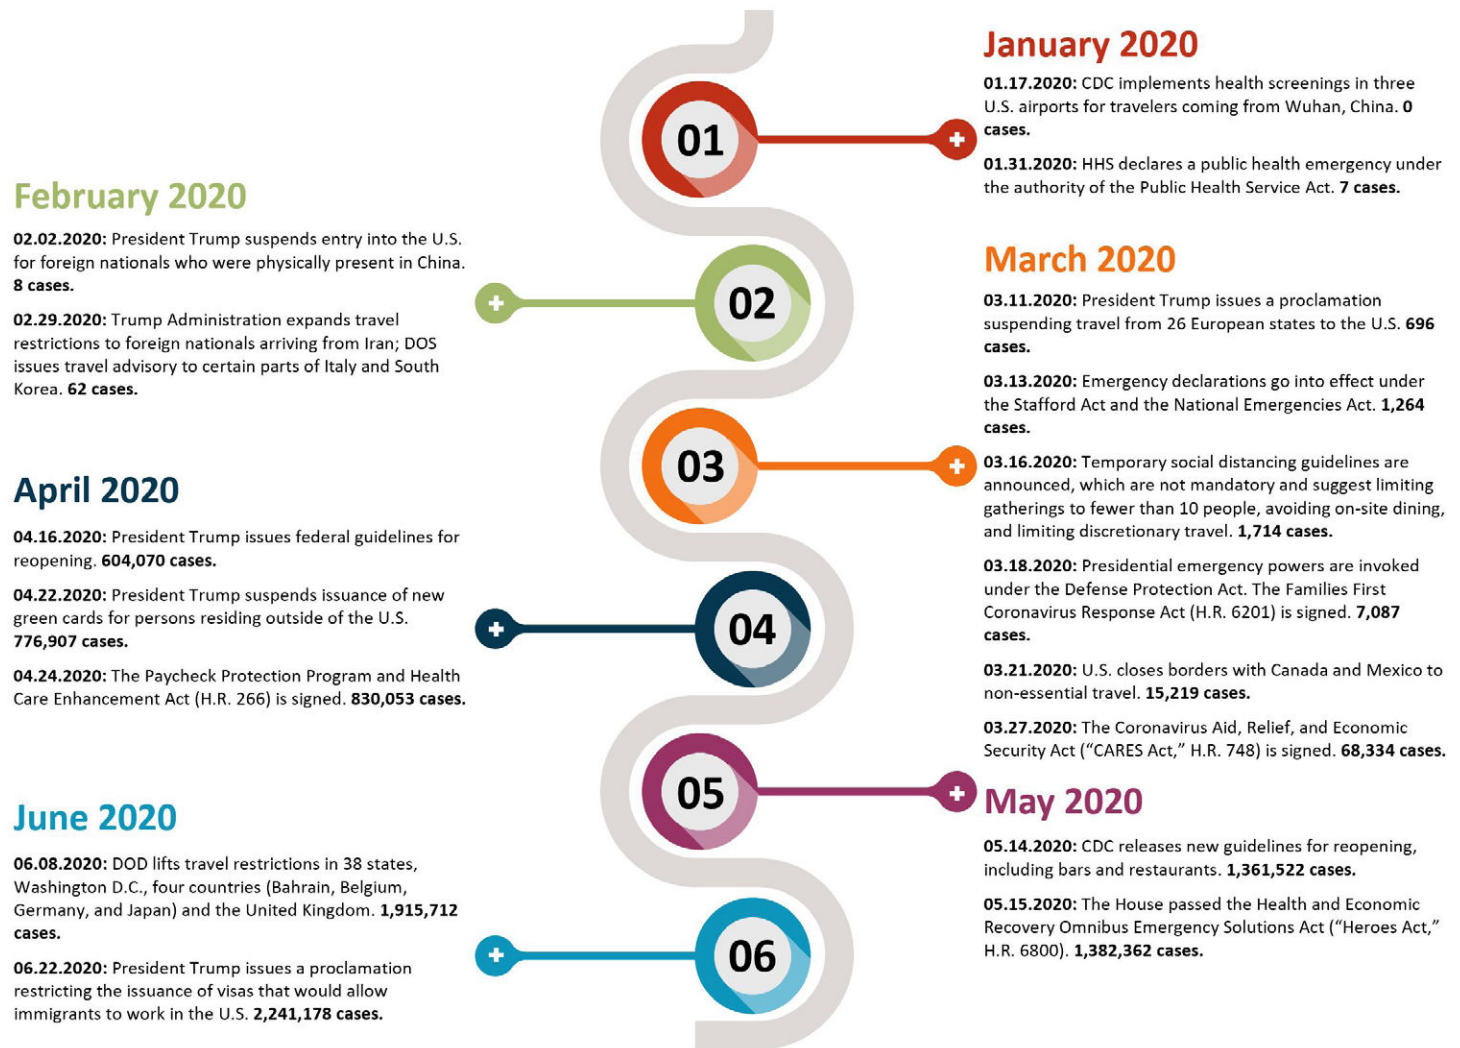 January 2020
01.17.2020: CDC implements health screenings in three
U.S. airports for travelers coming from Wuhan, China. 0
cases.
01.31.2020: HHS declares a public health emergency under
the authority of the Public Health Service Act. 7 cases.
01
February 2020
02.02.2020: President Trump suspends entry into the U.S.
for foreign nationals who were physically present in China.
8 cases.
02.29.2020: Trump Administration expands travel
restrictions to foreign nationals arriving from Iran; DOS
issues travel advisory to certain parts of Italy and South
Korea. 62 cases.
02
March 2020
03.11.2020: President Trump issues a proclamation
suspending travel from 26 European states to the U.S. 696
cases.
03.13.2020: Emergency declarations go into effect under
the Stafford Act and the National Emergencies Act. 1,264
cases.
03.16.2020: Temporary social distancing guidelines are
announced, which are not mandatory and suggest limiting
gatherings to fewer than 10 people, avoiding on-site dining,
and limiting discretionary travel. 1,714 cases.
03.18.2020: Presidential emergency powers are invoked
under the Defense Protection Act. The Families First
Coronavirus Response Act (H.R. 6201) is signed. 7,087
cases.
03.21.2020: U.S. closes borders with Canada and Mexico to
non-essential travel. 15,219 cases.
03.27.2020: The Coronavirus Aid, Relief, and Economic
Security Act (“CARES Act,” H.R. 748) is signed. 68,334 cases.
03
April 2020
04.16.2020: President Trump issues federal guidelines for
reopening. 604,070 cases.
04.22.2020: President Trump suspends issuance of new
green cards for persons residing outside of the U.S.
776,907 cases.
04.24.2020: The Paycheck Protection Program and Health
Care Enhancement Act (H.R. 266) is signed. 830,053 cases.
04
May 2020
05.14.2020: CDC releases new guidelines for reopening,
including bars and restaurants. 1,361,522 cases.
05.15.2020: The House passed the Health and Economic
Recovery Omnibus Emergency Solutions Act (“Heroes Act,”
H.R. 6800). 1,382,362 cases.
05
June 2020
06.08.2020: DOD lifts travel restrictions in 38 states,
Washington D.C., four countries (Bahrain, Belgium,
Germany, and Japan) and the United Kingdom. 1,915,712
cases.
06.22.2020: President Trump issues a proclamation
restricting the issuance of visas that would allow
immigrants to work in the U.S. 2,241,178 cases.
06